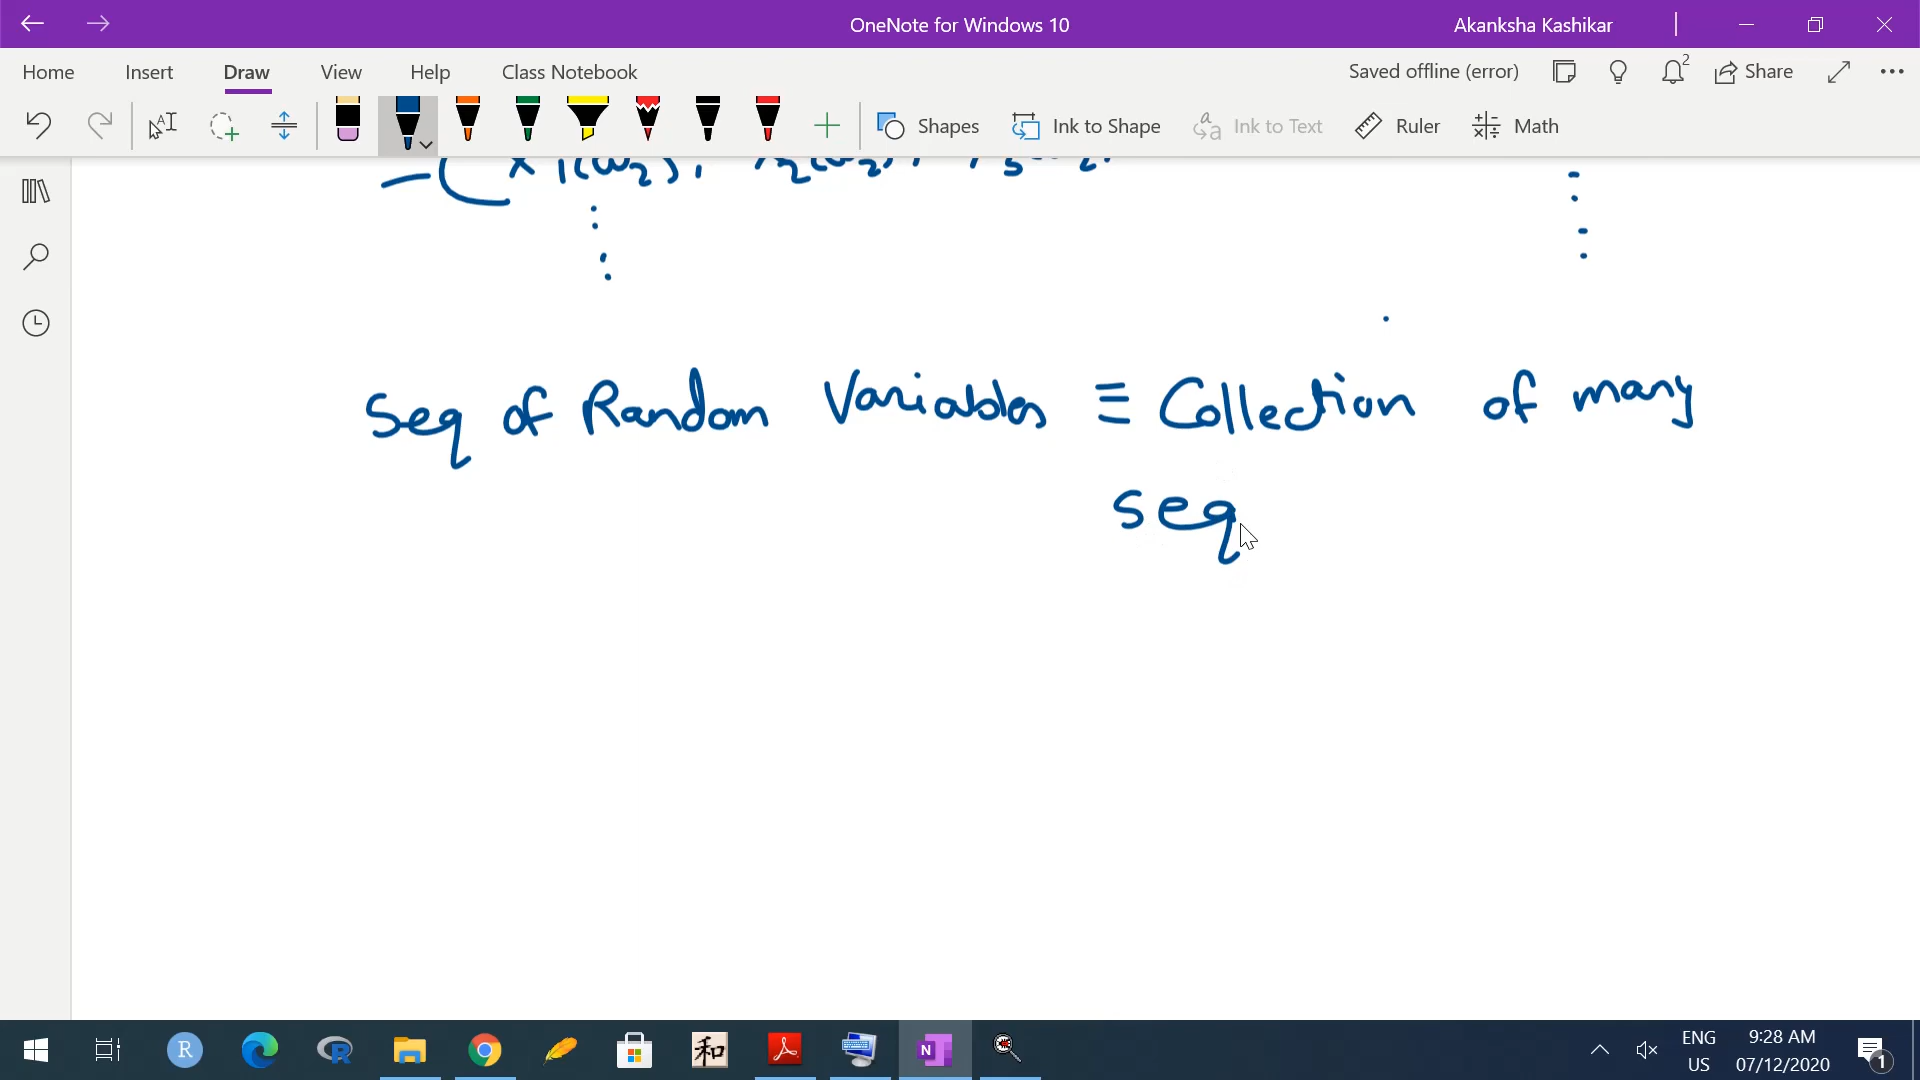 OneNote for Windows 10
Akanksha Kashikar
Home Insert Draw View Help Class Notebook
Saved offline (error) 2 Share
Shapes Ink to Shape Ink to Text Ruler Math
Seq of Random Variables ≡ Collection of many
seq
ENG 9:28 AM
US 07/12/2020 1